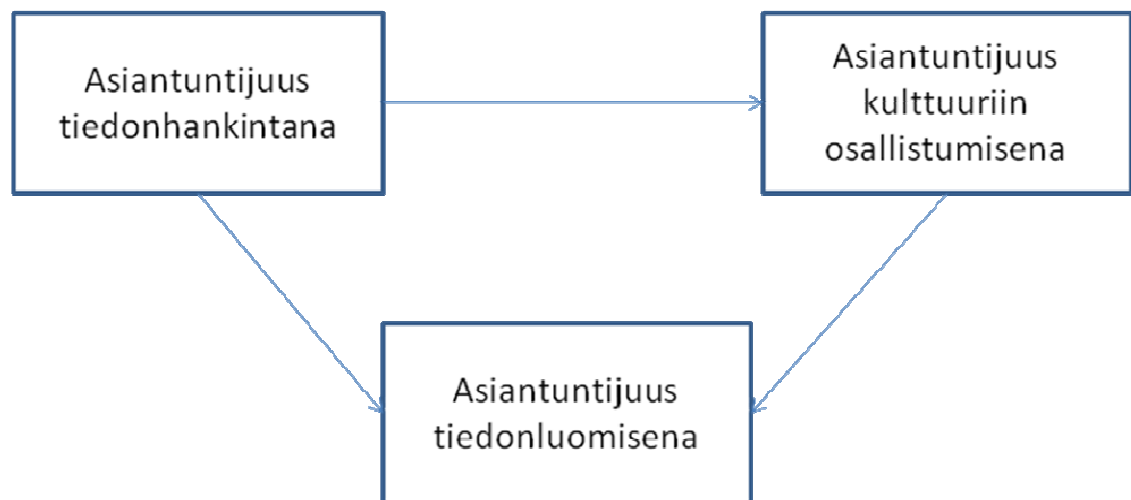 Asiantuntijuus
tiedonhankintana
Asiantuntijuus
kulttuuriin
osallistumisena
Asiantuntijuus
tiedonluomisena